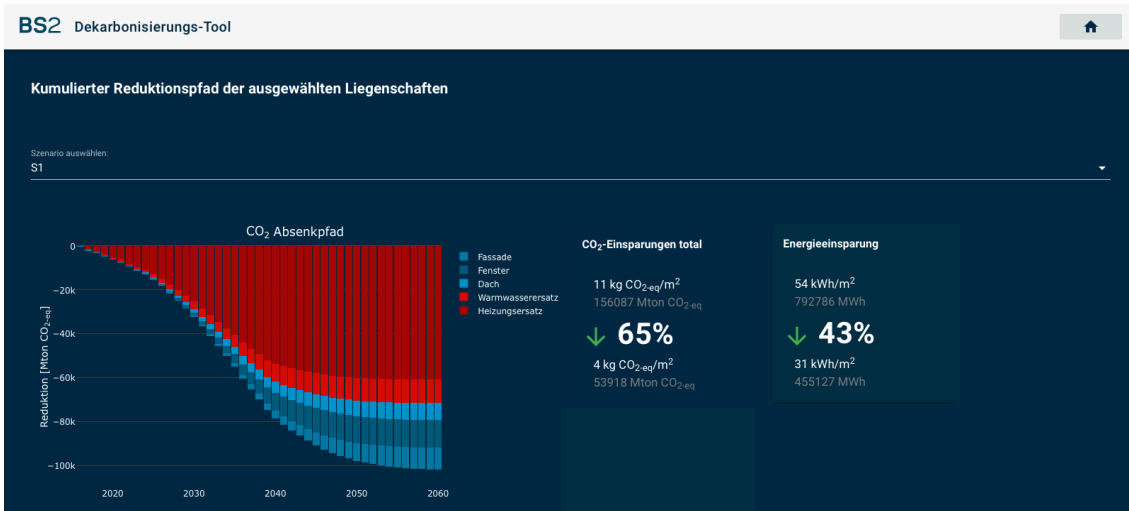 BS2 Dekarbonisierungs-Tool
Kumulierter Reduktionspfad der ausgewählten Liegenschaften
Szenario auswählen:
S1
CO₂ Absenkpfad
Reduktion [Mton CO₂₋ₑq]
0
−20k
−40k
−60k
−80k
−100k
2020 2030 2040 2050 2060
Fassade
Fenster
Dach
Warmwasserersatz
Heizungsersatz
CO₂-Einsparungen total
11 kg CO₂₋ₑq/m²
156087 Mton CO₂₋ₑq
65%
4 kg CO₂₋ₑq/m²
53918 Mton CO₂₋ₑq
Energieeinsparung
54 kWh/m²
792786 MWh
43%
31 kWh/m²
455127 MWh